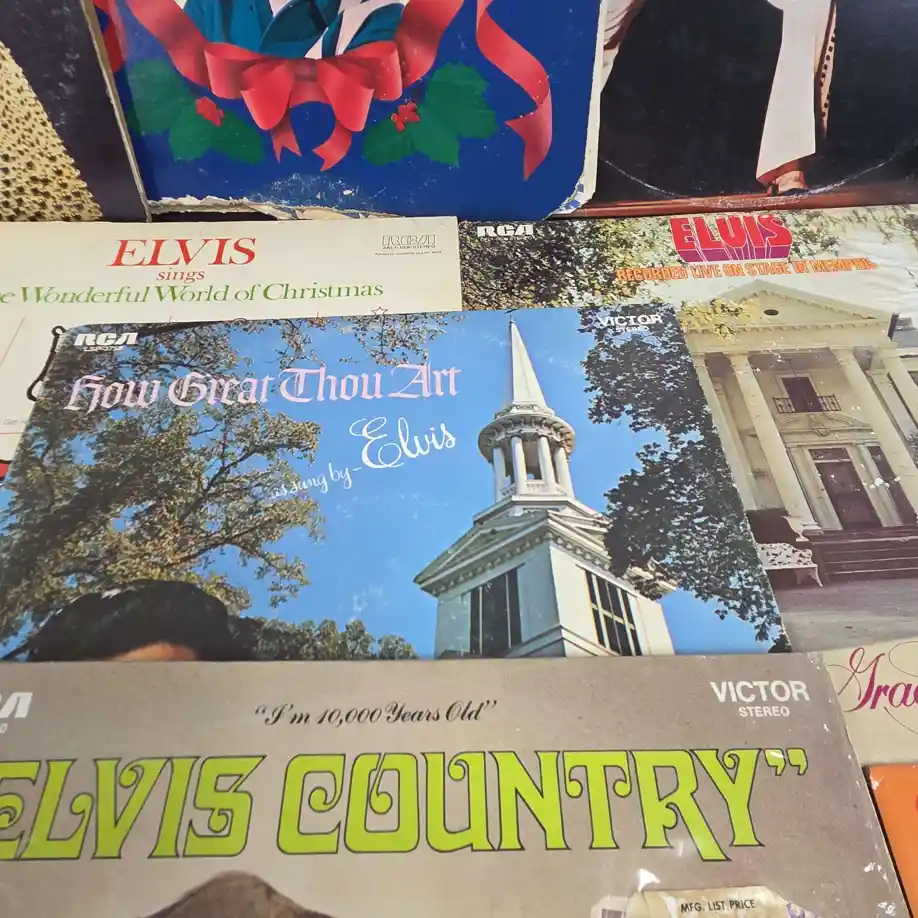 ELVIS
sings
Wonderful World of Christmas
RCA
RCA
ELVIS
RECORDED LIVE ON STAGE IN MEMPHIS
RCA
VICTOR
STEREO
How Great Thou Art
as sung by - Elvis
VICTOR
STEREO
"I'm 10,000 Years Old"
ELVIS COUNTRY"
MFG. LIST PRICE